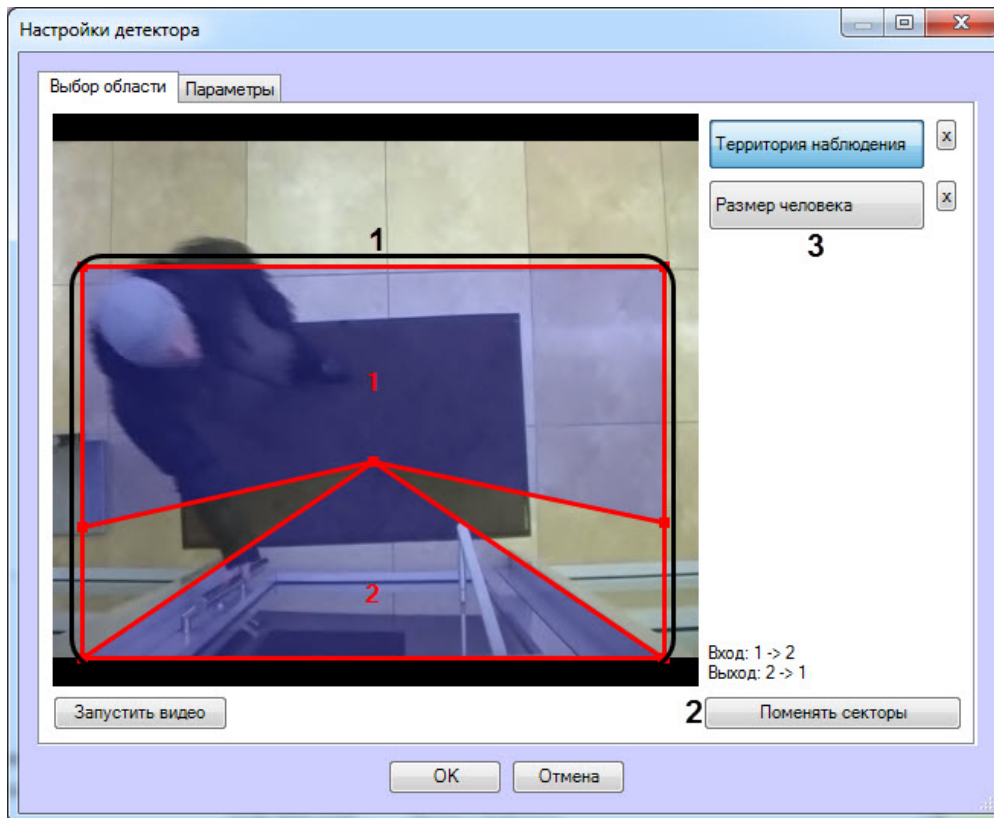 Настройки детектора
Выбор области
Параметры
Территория наблюдения
x
Размер человека
x
3
1
1
2
Вход: 1 -> 2
Выход: 2 -> 1
Запустить видео
2
Поменять секторы
OK
Отмена